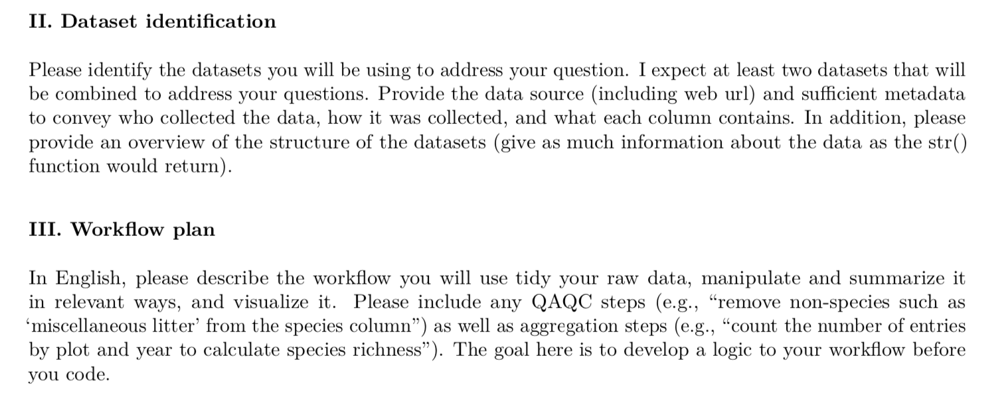 II. Dataset identification
Please identify the datasets you will be using to address your question. I expect at least two datasets that will
be combined to address your questions. Provide the data source (including web url) and sufficient metadata
to convey who collected the data, how it was collected, and what each column contains. In addition, please
provide an overview of the structure of the datasets (give as much information about the data as the str()
function would return).
III. Workflow plan
In English, please describe the workflow you will use tidy your raw data, manipulate and summarize it
in relevant ways, and visualize it. Please include any QAQC steps (e.g., “remove non-species such as
‘miscellaneous litter’ from the species column”) as well as aggregation steps (e.g., “count the number of entries
by plot and year to calculate species richness”). The goal here is to develop a logic to your workflow before
you code.